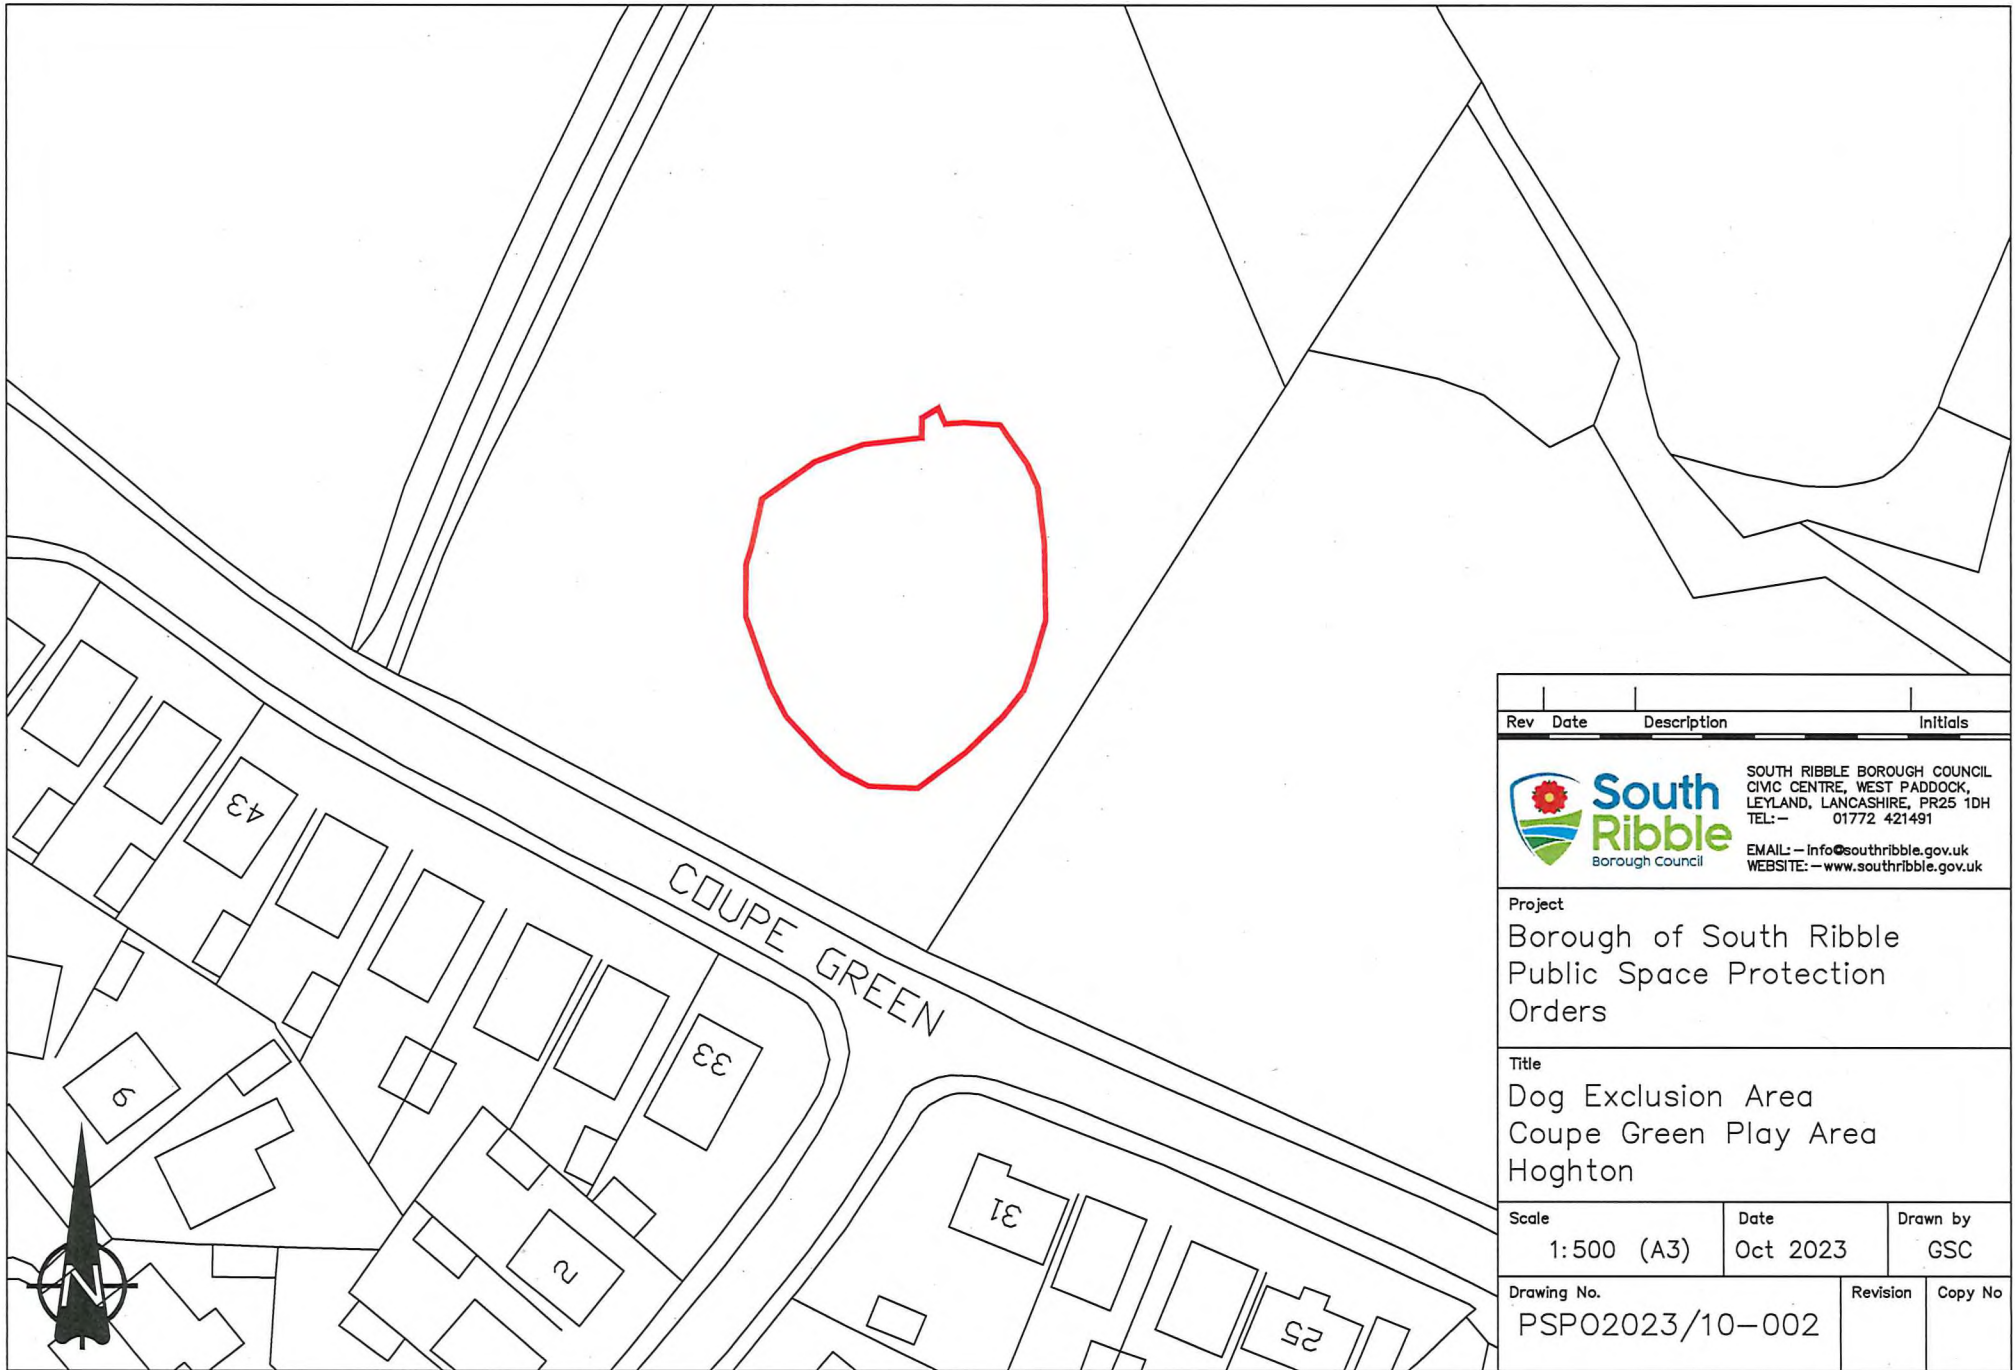 43
COUPE GREEN
33
9
31
2
25
N
Rev Date Description Initials
South
Ribble
Borough Council
SOUTH RIBBLE BOROUGH COUNCIL
CIVIC CENTRE, WEST PADDOCK,
LEYLAND, LANCASHIRE, PR25 1DH
TEL:- 01772 421491
EMAIL:-info@southribble.gov.uk
WEBSITE:-www.southribble.gov.uk
Project
Borough of South Ribble
Public Space Protection
Orders
Title
Dog Exclusion Area
Coupe Green Play Area
Hoghton
Scale
1:500 (A3)
Date
Oct 2023
Drawn by
GSC
Drawing No.
PSPO2023/10-002
Revision
Copy No